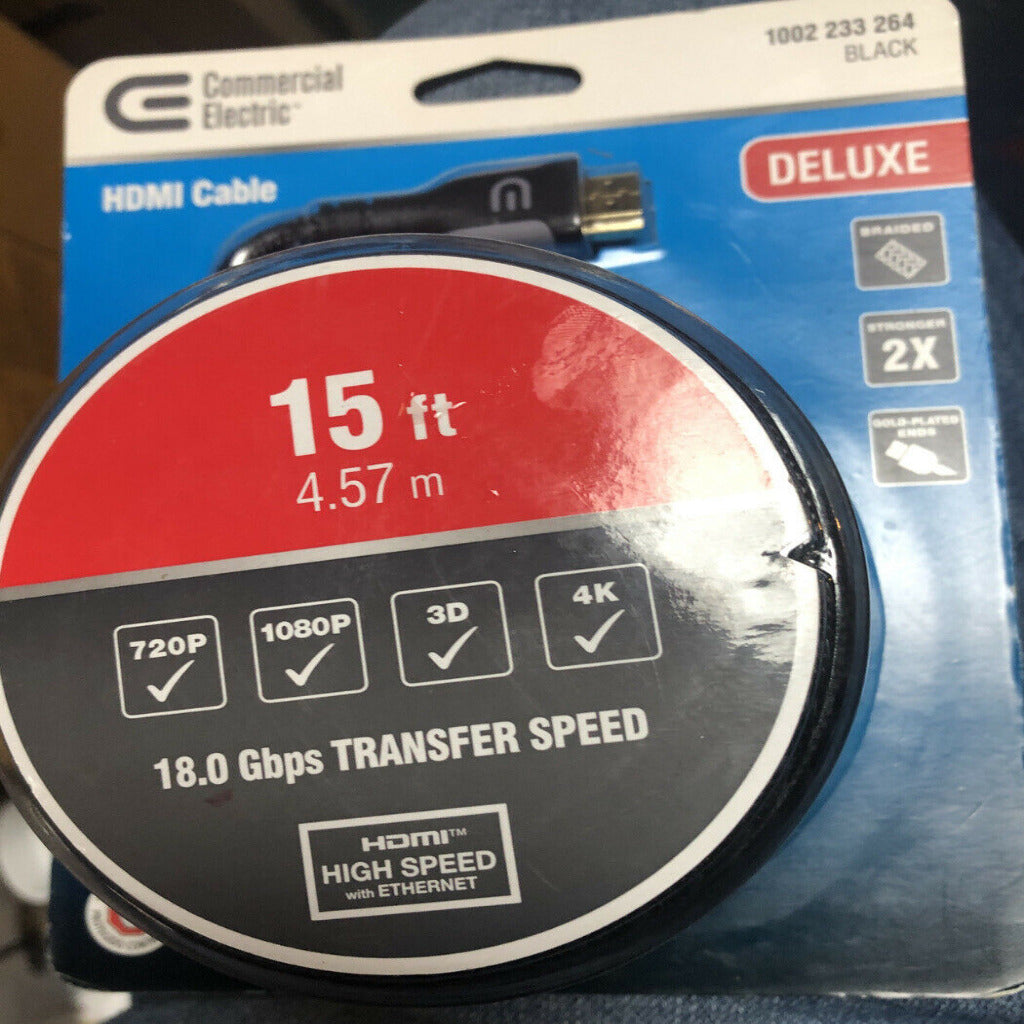 Commercial
Electric™
1002 233 264
BLACK
HDMI Cable
DELUXE
BRAIDED
STRONGER
2X
GOLD-PLATED
ENDS
15 ft
4.57 m
720P
1080P
3D
4K
18.0 Gbps TRANSFER SPEED
HDMI™
HIGH SPEED
with ETHERNET